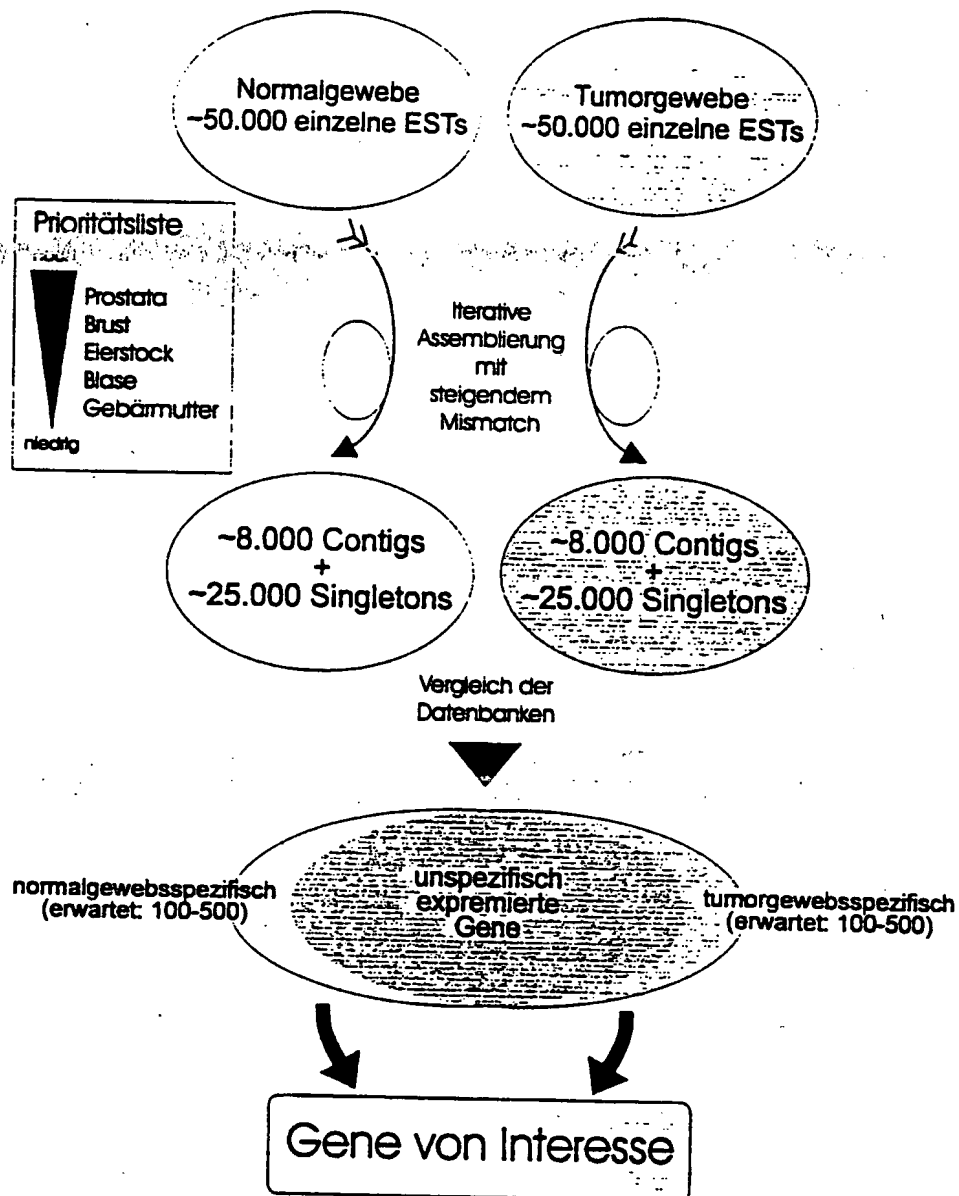 Normalgewebe
~50.000 einzelne ESTs
Tumorgewebe
~50.000 einzelne ESTs
Prioritätsliste
Prostata
Brust
Eierstock
Blase
Gebärmutter
niedrig
Iterative
Assemblierung
mit
steigendem
Mismatch
~8.000 Contigs
+
~25.000 Singletons
~8.000 Contigs
+
~25.000 Singletons
Vergleich der
Datenbanken
normalgewebsspezifisch
(erwartet: 100-500)
unspezifisch
expremierte
Gene
tumorgewebsspezifisch
(erwartet: 100-500)
Gene von Interesse